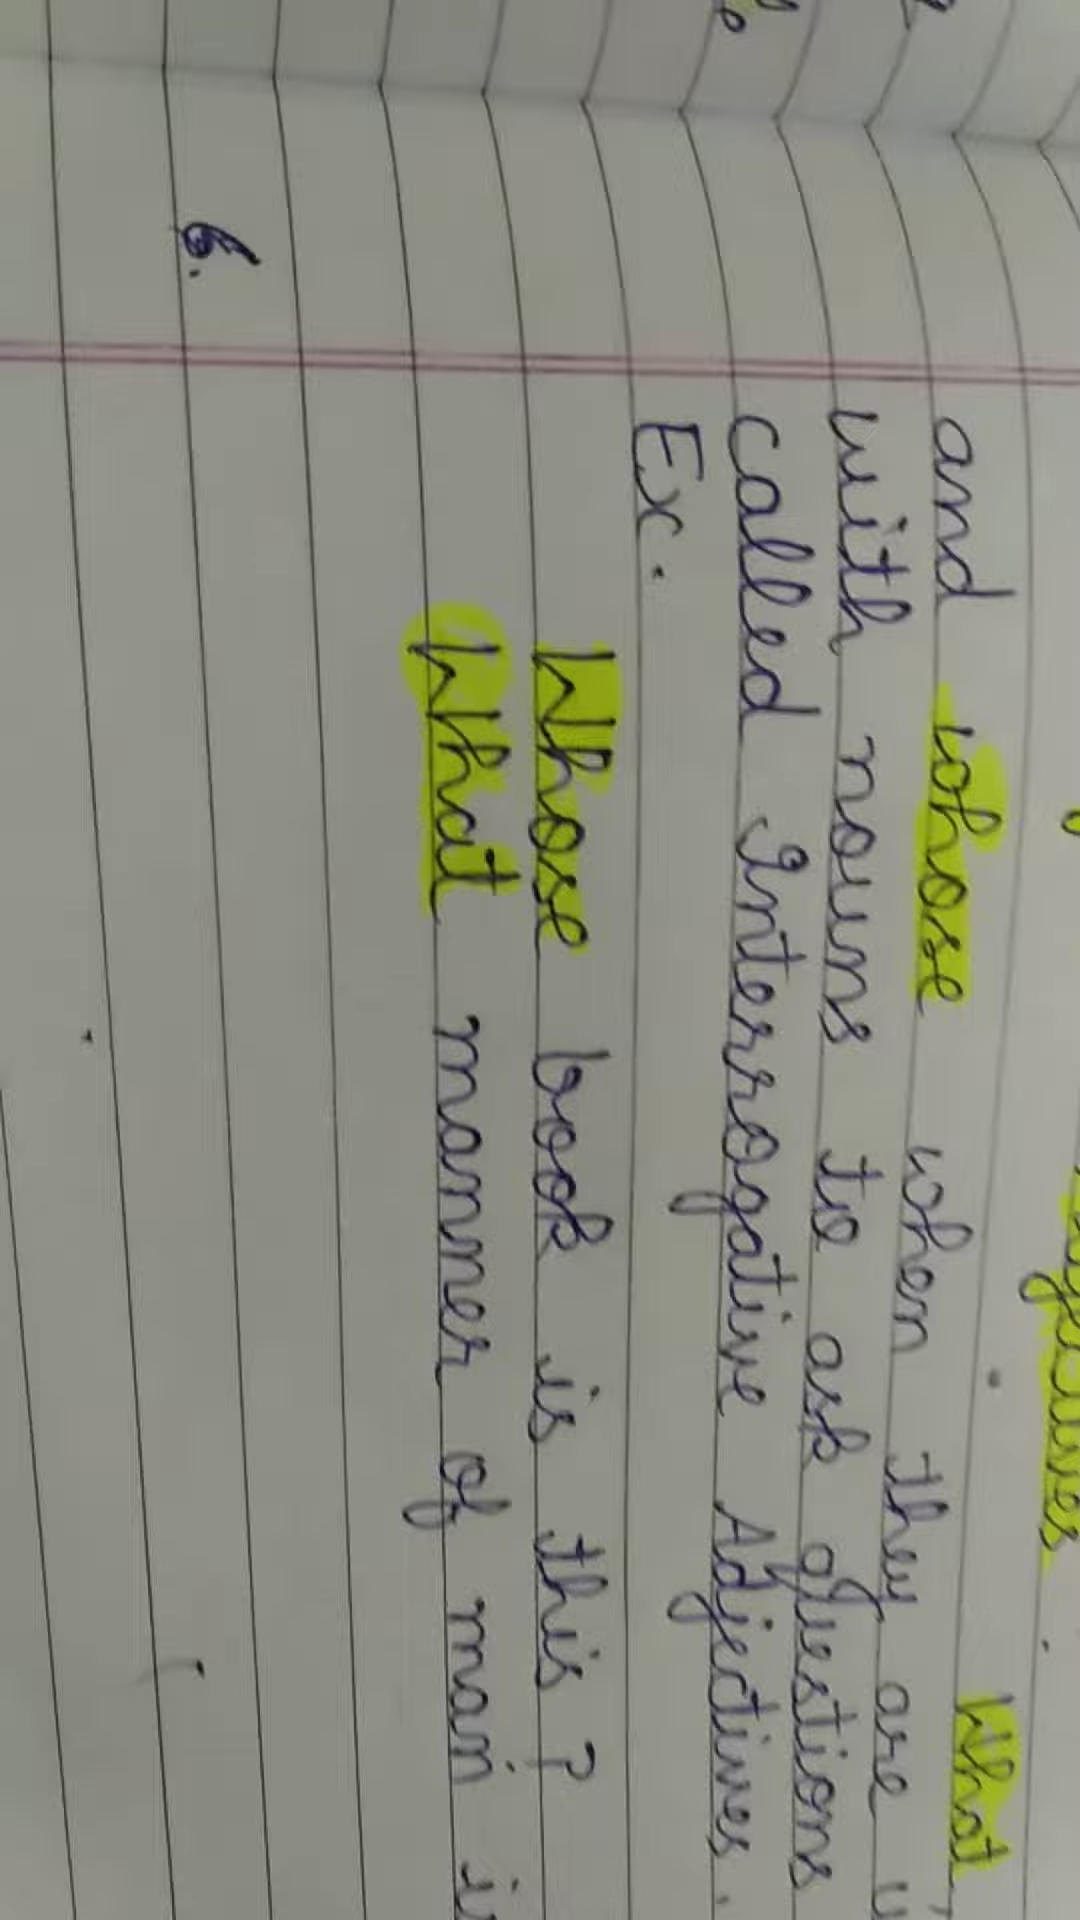 What,
and whose when they are
with nouns to ask questions
called Interrogative Adjectives.
Ex.
Whose book is this ?
What manner of man
6.